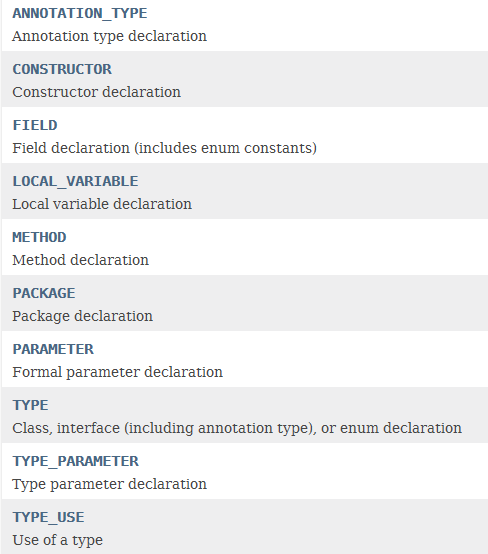 ANNOTATION_TYPE
Annotation type declaration
CONSTRUCTOR
Constructor declaration
FIELD
Field declaration (includes enum constants)
LOCAL_VARIABLE
Local variable declaration
METHOD
Method declaration
PACKAGE
Package declaration
PARAMETER
Formal parameter declaration
TYPE
Class, interface (including annotation type), or enum declaration
TYPE_PARAMETER
Type parameter declaration
TYPE_USE
Use of a type